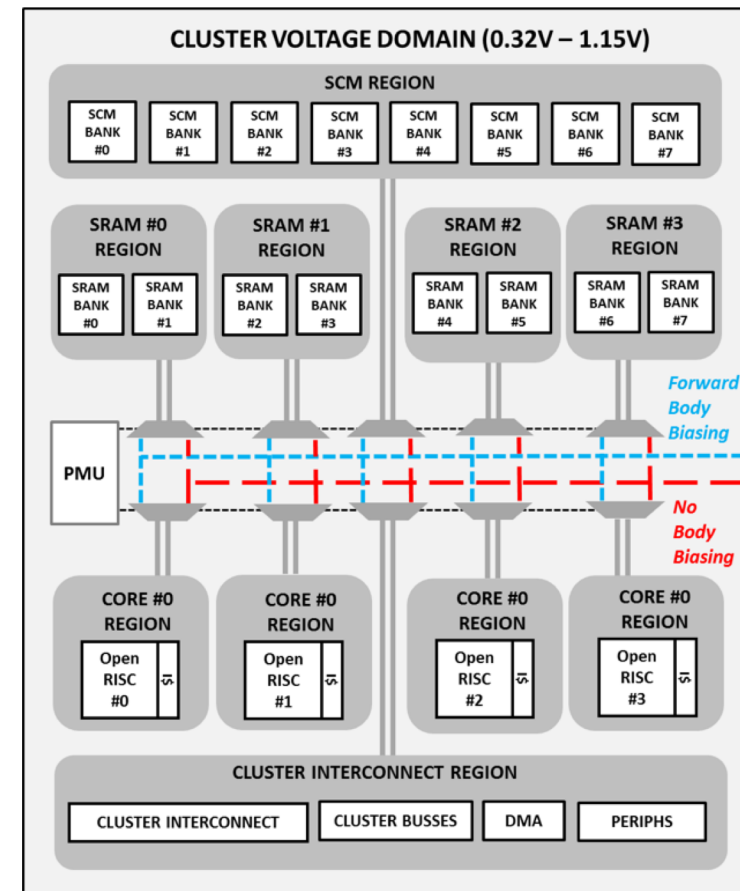 CLUSTER VOLTAGE DOMAIN (0.32V – 1.15V)
SCM REGION
SCM BANK #0
SCM BANK #1
SCM BANK #2
SCM BANK #3
SCM BANK #4
SCM BANK #5
SCM BANK #6
SCM BANK #7
SRAM #0
REGION
SRAM BANK #0
SRAM BANK #1
SRAM #1
REGION
SRAM BANK #2
SRAM BANK #3
SRAM #2
REGION
SRAM BANK #4
SRAM BANK #5
SRAM #3
REGION
SRAM BANK #6
SRAM BANK #7
Forward
Body
Biasing
PMU
No
Body
Biasing
CORE #0
REGION
Open
RISC
#0
I$
CORE #0
REGION
Open
RISC
#1
I$
CORE #0
REGION
Open
RISC
#2
I$
CORE #0
REGION
Open
RISC
#3
I$
CLUSTER INTERCONNECT REGION
CLUSTER INTERCONNECT
CLUSTER BUSSES
DMA
PERIPHS